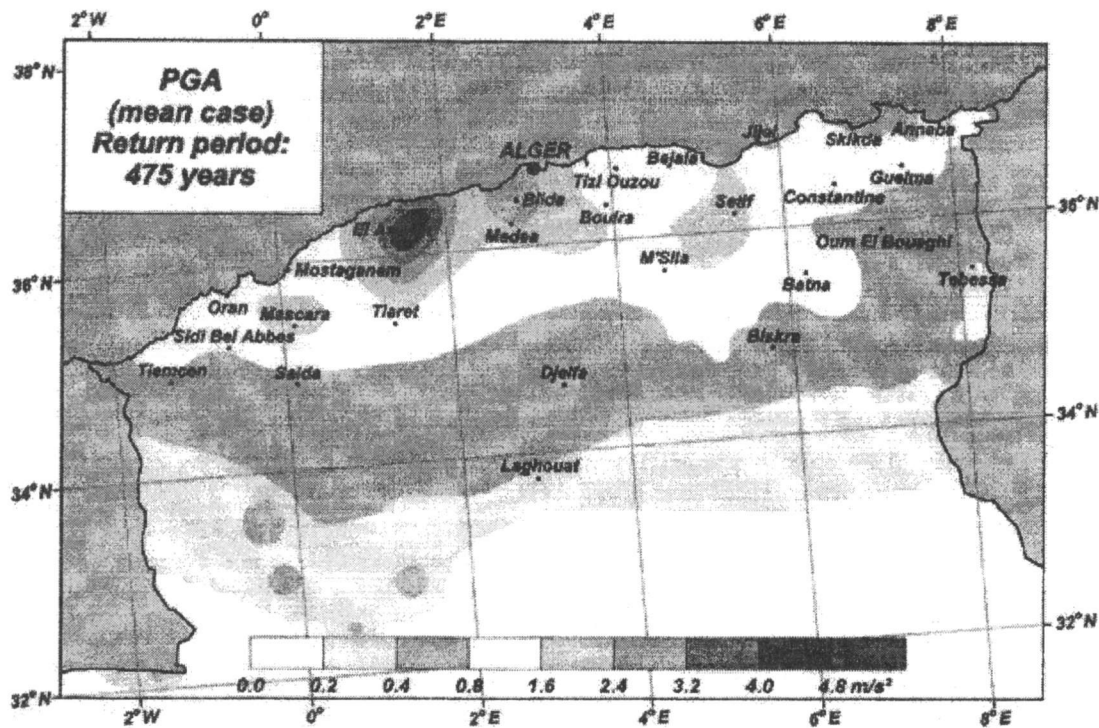 2°W 0° 2°E 4°E 6°E 8°E
38°N
PGA
(mean case)
Return period:
475 years
ALGER
Bejaia
Jijel
Skikda
Annaba
Tizi Ouzou
Guelma
Constantine
Blida
Bouira
Setif
36°N
El A
Medea
Oum El Bouaghi
M'Sila
Mostaganem
36°N
Batna
Tebessa
Oran
Mascara
Tiaret
Sidi Bel Abbes
Biskra
Tlemcen
Saida
Djelfa
34°N
Laghouat
34°N
32°N
0.0 0.2 0.4 0.8 1.6 2.4 3.2 4.0 4.8 m/s²
32°N
2°W 0° 2°E 4°E 6°E 8°E